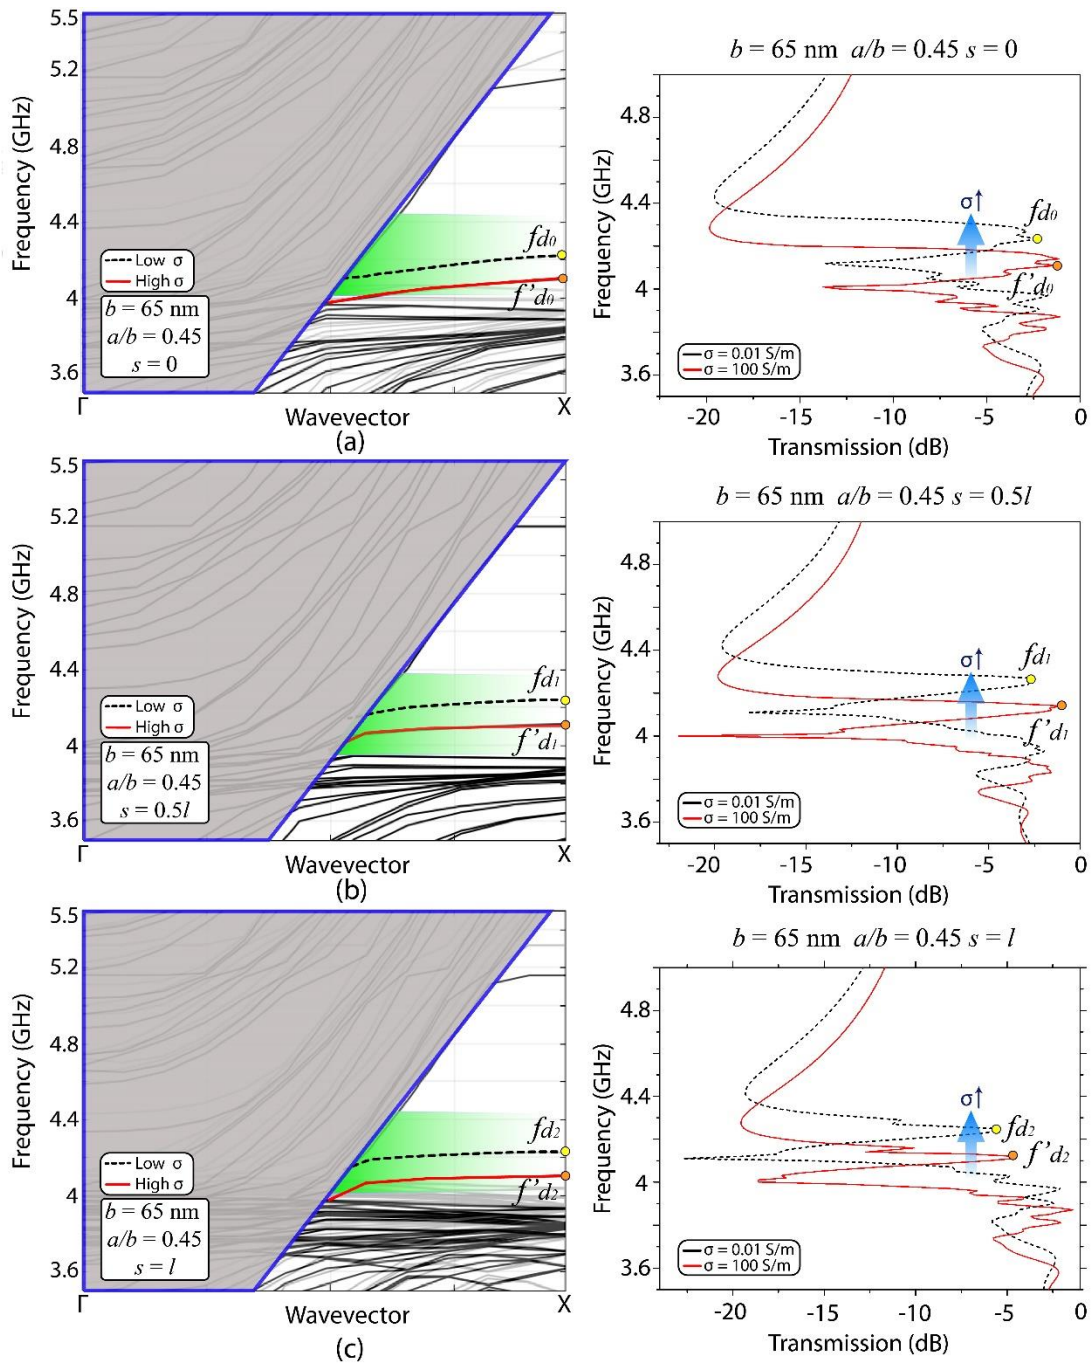 5.5
5.2
4.8
4.4
4
3.6
Frequency (GHz)
Low σ
High σ
b = 65 nm
a/b = 0.45
s = 0
fd0
f'd0
Γ
Wavevector
X
(a)
b = 65 nm a/b = 0.45 s = 0
4.8
4.4
4
3.6
Frequency (GHz)
σ↑
fd0
f'd0
σ = 0.01 S/m
σ = 100 S/m
-20 -15 -10 -5 0
Transmission (dB)
5.5
5.2
4.8
4.4
4
3.6
Frequency (GHz)
Low σ
High σ
b = 65 nm
a/b = 0.45
s = 0.5l
fd1
f'd1
Γ
Wavevector
X
(b)
b = 65 nm a/b = 0.45 s = 0.5l
4.8
4.4
4
3.6
Frequency (GHz)
σ↑
fd1
f'd1
σ = 0.01 S/m
σ = 100 S/m
-20 -15 -10 -5 0
Transmission (dB)
5.5
5.2
4.8
4.4
4
3.6
Frequency (GHz)
Low σ
High σ
b = 65 nm
a/b = 0.45
s = l
fd2
f'd2
Γ
Wavevector
X
(c)
b = 65 nm a/b = 0.45 s = l
4.8
4.4
4
3.6
Frequency (GHz)
σ↑
fd2
f'd2
σ = 0.01 S/m
σ = 100 S/m
-20 -15 -10 -5 0
Transmission (dB)